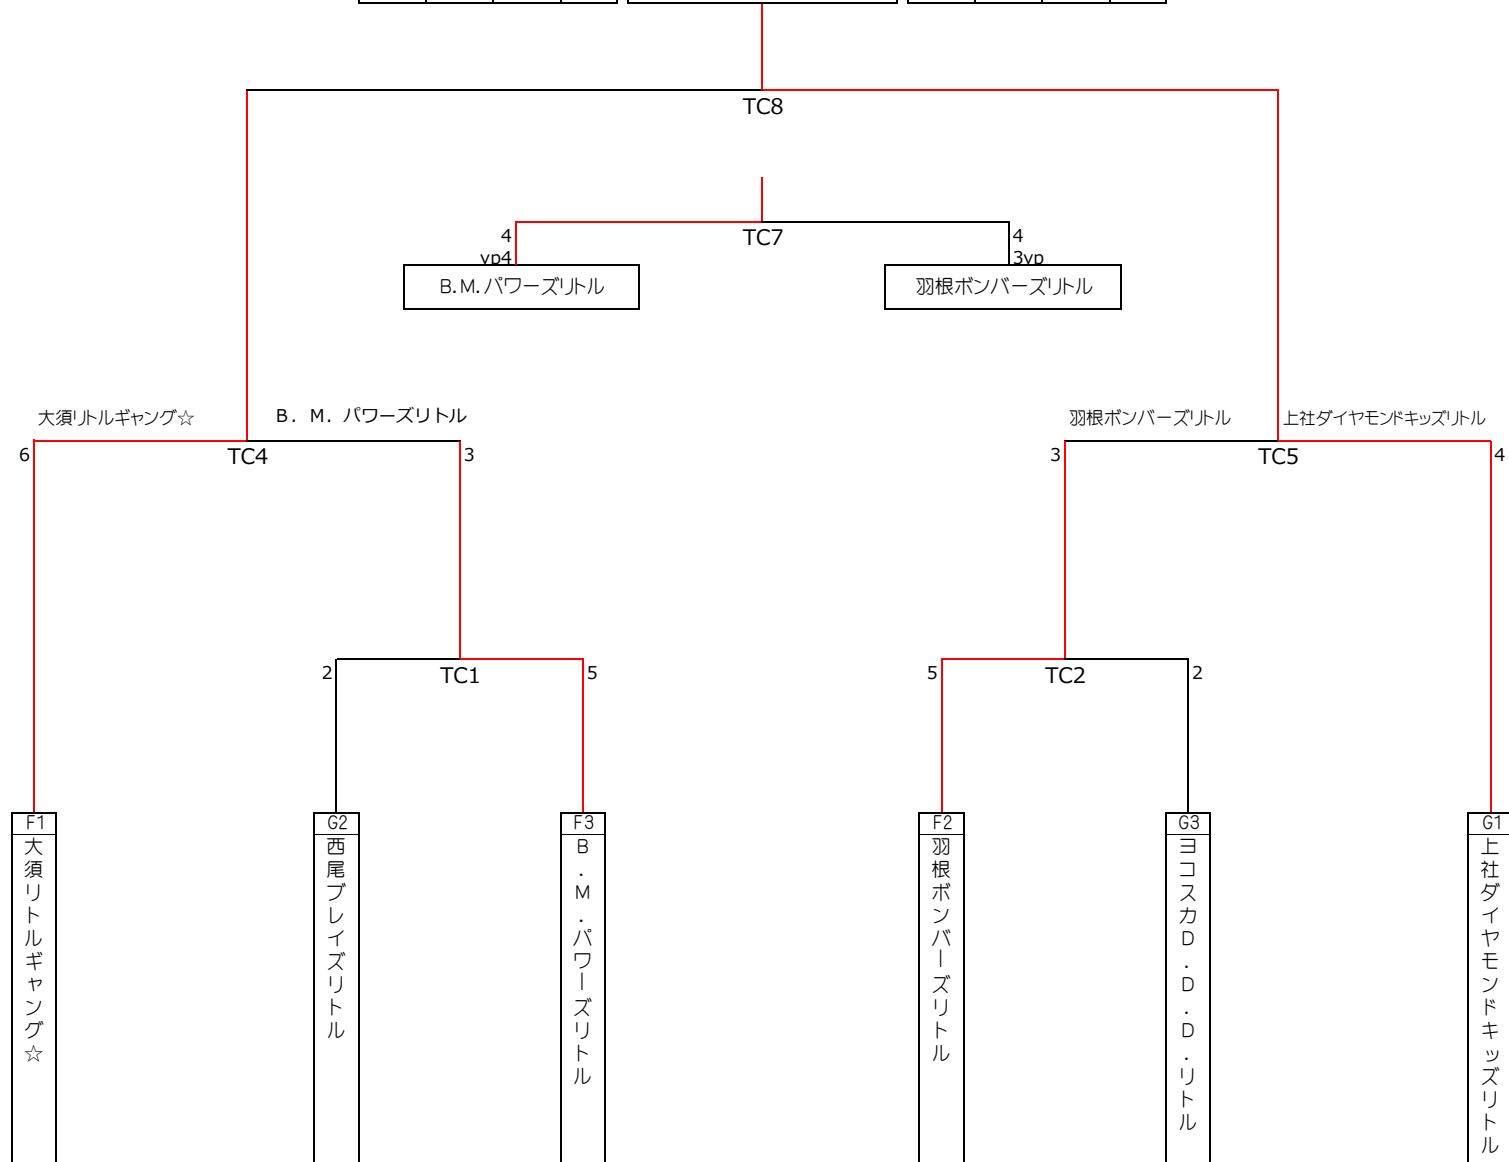 TC8
TC7
4
vp4
4
3vp
B.M.パワーズリトル
羽根ボンバーズリトル
大須リトルギャング☆
B. M. パワーズリトル
羽根ボンバーズリトル
上社ダイヤモンドキッズリトル
6
TC4
3
3
TC5
4
2
TC1
5
5
TC2
2
F1
大須リトルギャング☆
G2
西尾ブレイズリトル
F3
B.M.パワーズリトル
F2
羽根ボンバーズリトル
G3
ヨコスカD.D.D.リトル
G1
上社ダイヤモンドキッズリトル